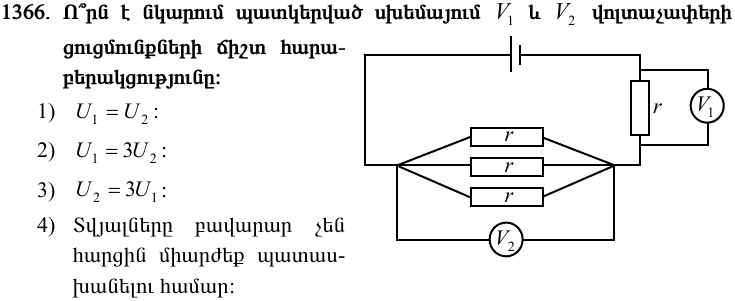 1366. Ո՞րն է նկարում պատկերված սխեմայում V₁ և V₂ վոլտաչափերի
ցուցմունքների ճիշտ հարա-
բերակցությունը:
1) U₁ = U₂ :
2) U₁ = 3U₂ :
3) U₂ = 3U₁ :
4) Տվյալները բավարար չեն
հարցին միարժեք պատաս-
խանելու համար:
r
V₁
r
r
r
V₂